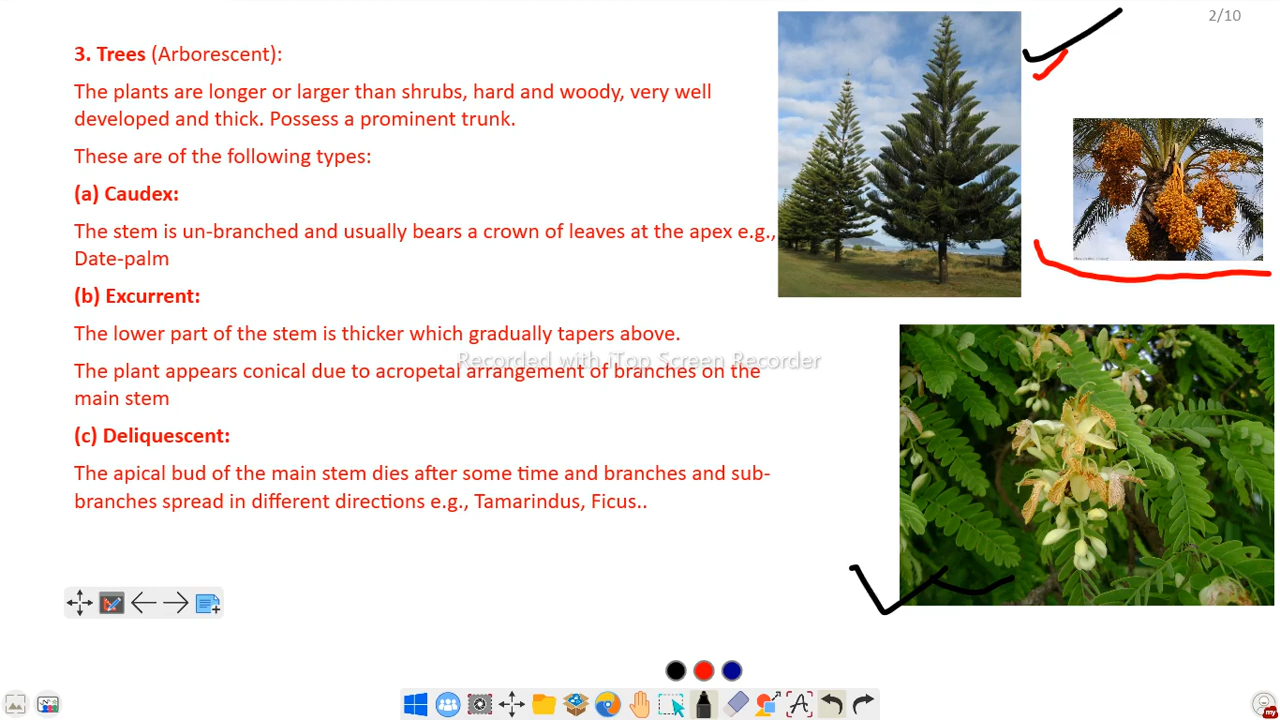 2/10
3. Trees (Arborescent):
The plants are longer or larger than shrubs, hard and woody, very well
developed and thick. Possess a prominent trunk.
These are of the following types:
(a) Caudex:
The stem is un-branched and usually bears a crown of leaves at the apex e.g.,
Date-palm
(b) Excurrent:
The lower part of the stem is thicker which gradually tapers above.
Recorded with iTop Screen Recorder
The plant appears conical due to acropetal arrangement of branches on the
main stem
(c) Deliquescent:
The apical bud of the main stem dies after some time and branches and sub-
branches spread in different directions e.g., Tamarindus, Ficus..
my